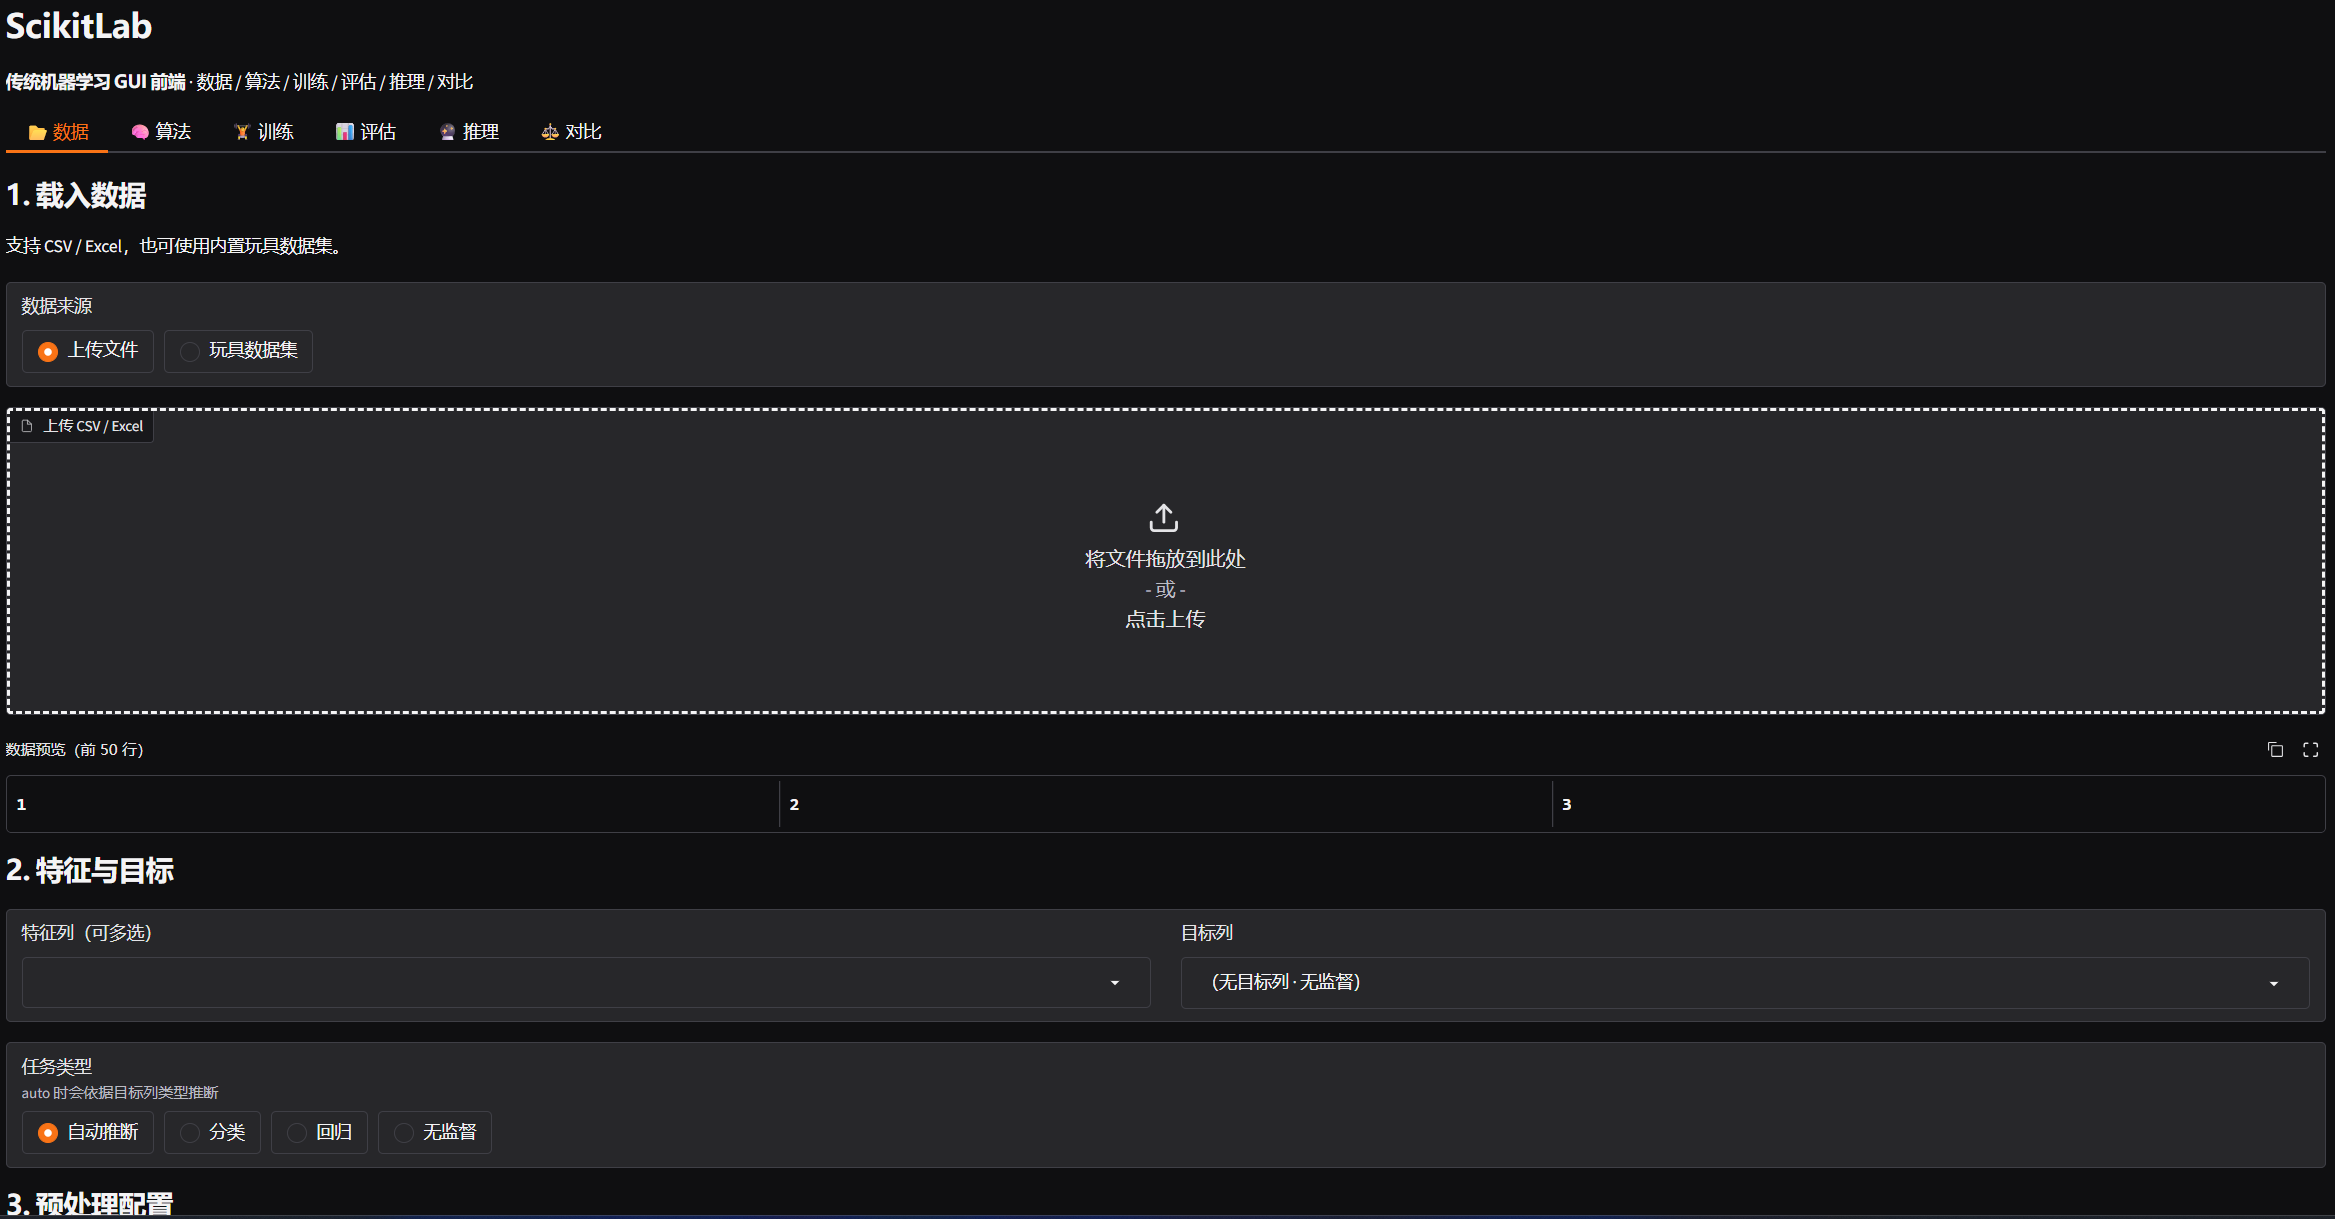 ScikitLab
传统机器学习 GUI 前端 · 数据 / 算法 / 训练 / 评估 / 推理 / 对比
数据 算法 训练 评估 推理 对比
1. 载入数据
支持 CSV / Excel，也可使用内置玩具数据集。
数据来源
上传文件 玩具数据集
上传 CSV / Excel
将文件拖放到此处
- 或 -
点击上传
数据预览（前 50 行）
1 2 3
2. 特征与目标
特征列（可多选） 目标列
（无目标列 · 无监督）
任务类型
auto 时会依据目标列类型推断
自动推断 分类 回归 无监督
3. 预处理配置